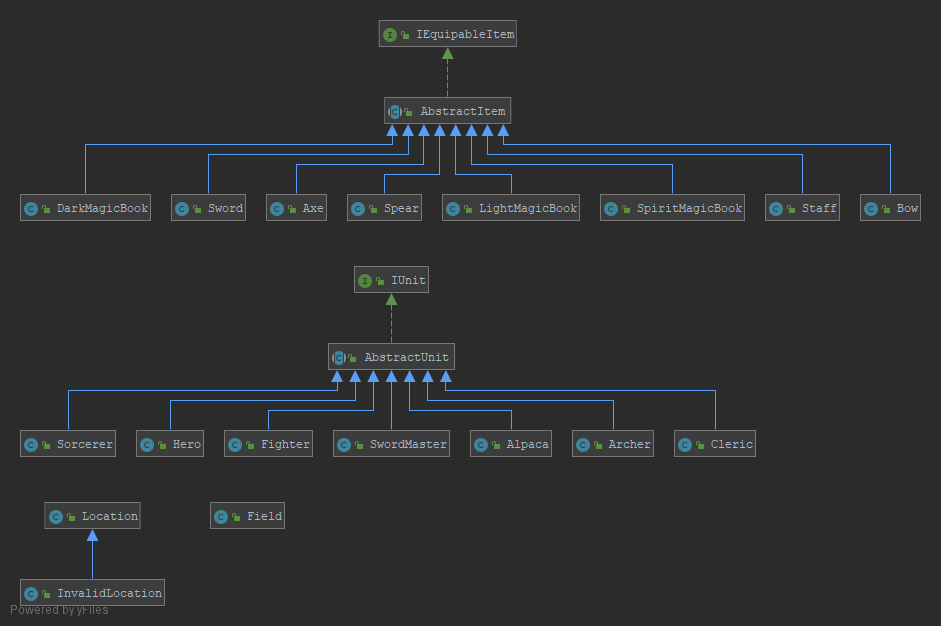 IEquipableItem
AbstractItem
DarkMagicBook Sword Axe Spear LightMagicBook SpiritMagicBook Staff Bow
IUnit
AbstractUnit
Sorcerer Hero Fighter SwordMaster Alpaca Archer Cleric
Location Field
InvalidLocation
Powered by yFiles